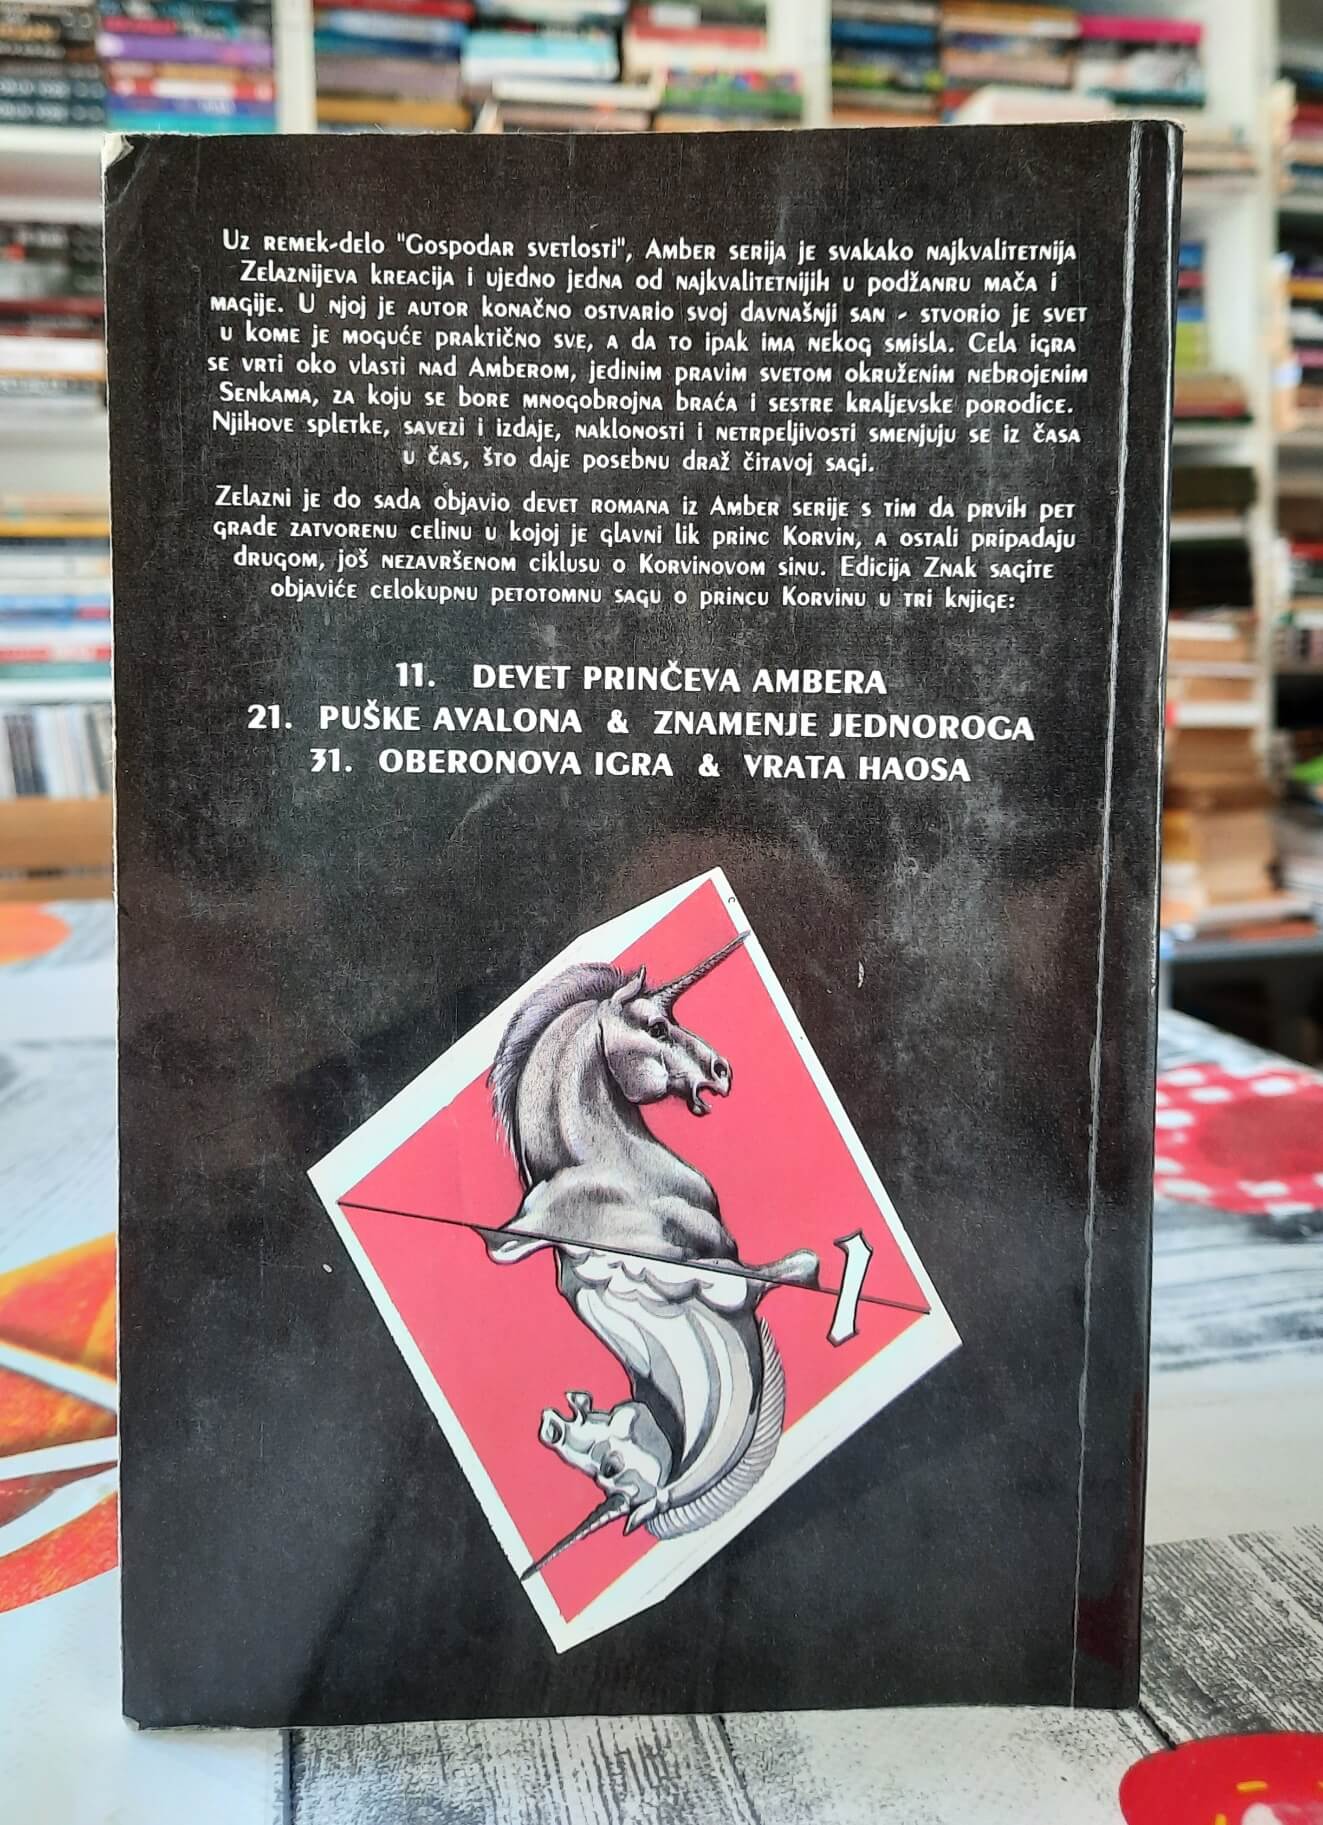 Uz remek-delo "Gospodar svetlosti", Amber serija je svakako najkvalitetnija
Zelaznijeva kreacija i ujedno jedna od najkvalitetnijih u podžanru mača i
magije. U njoj je autor konačno ostvario svoj davnašnji san - stvorio je svet
u kome je moguće praktično sve, a da to ipak ima nekog smisla. Cela igra
se vrti oko vlasti nad Amberom, jedinim pravim svetom okruženim nebrojenim
Senkama, za koju se bore mnogobrojna braća i sestre kraljevske porodice.
Njihove spletke, savezi i izdaje, naklonosti i netrpeljivosti smenjuju se iz časa
u čas, što daje posebnu draž čitavoj sagi.
Zelazni je do sada objavio devet romana iz Amber serije s tim da prvih pet
građe zatvorenu celinu u kojoj je glavni lik princ Korvin, a ostali pripadaju
drugom, još nezavršenom ciklusu o Korvinovom sinu. Edicija Znak sagite
objaviće celokupnu petotomnu sagu o princu Korvinu u tri knjige:
11. DEVET PRINČEVA AMBERA
21. PUŠKE AVALONA & ZNAMENJE JEDNOROGA
31. OBERONOVA IGRA & VRATA HAOSA